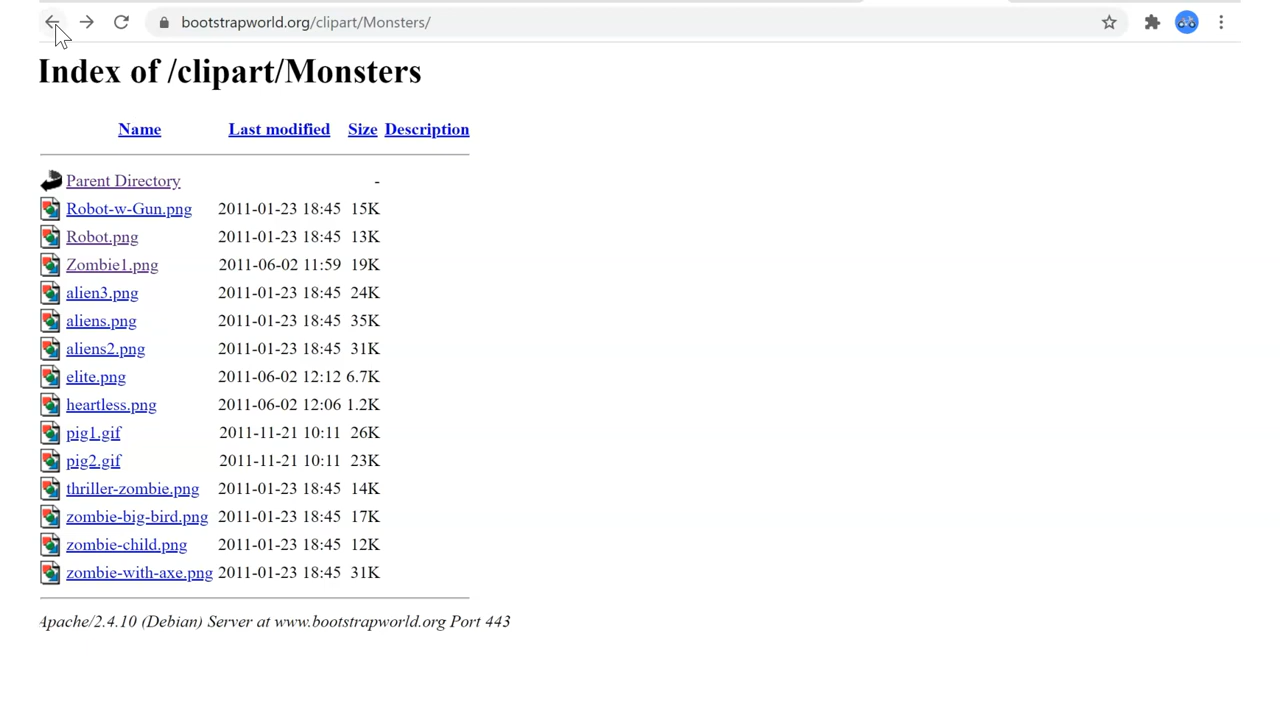 bootstrapworld.org/clipart/Monsters/
Index of /clipart/Monsters
Name Last modified Size Description
Parent Directory -
Robot-w-Gun.png 2011-01-23 18:45 15K
Robot.png 2011-01-23 18:45 13K
Zombie1.png 2011-06-02 11:59 19K
alien3.png 2011-01-23 18:45 24K
aliens.png 2011-01-23 18:45 35K
aliens2.png 2011-01-23 18:45 31K
elite.png 2011-06-02 12:12 6.7K
heartless.png 2011-06-02 12:06 1.2K
pig1.gif 2011-11-21 10:11 26K
pig2.gif 2011-11-21 10:11 23K
thriller-zombie.png 2011-01-23 18:45 14K
zombie-big-bird.png 2011-01-23 18:45 17K
zombie-child.png 2011-01-23 18:45 12K
zombie-with-axe.png 2011-01-23 18:45 31K
Apache/2.4.10 (Debian) Server at www.bootstrapworld.org Port 443